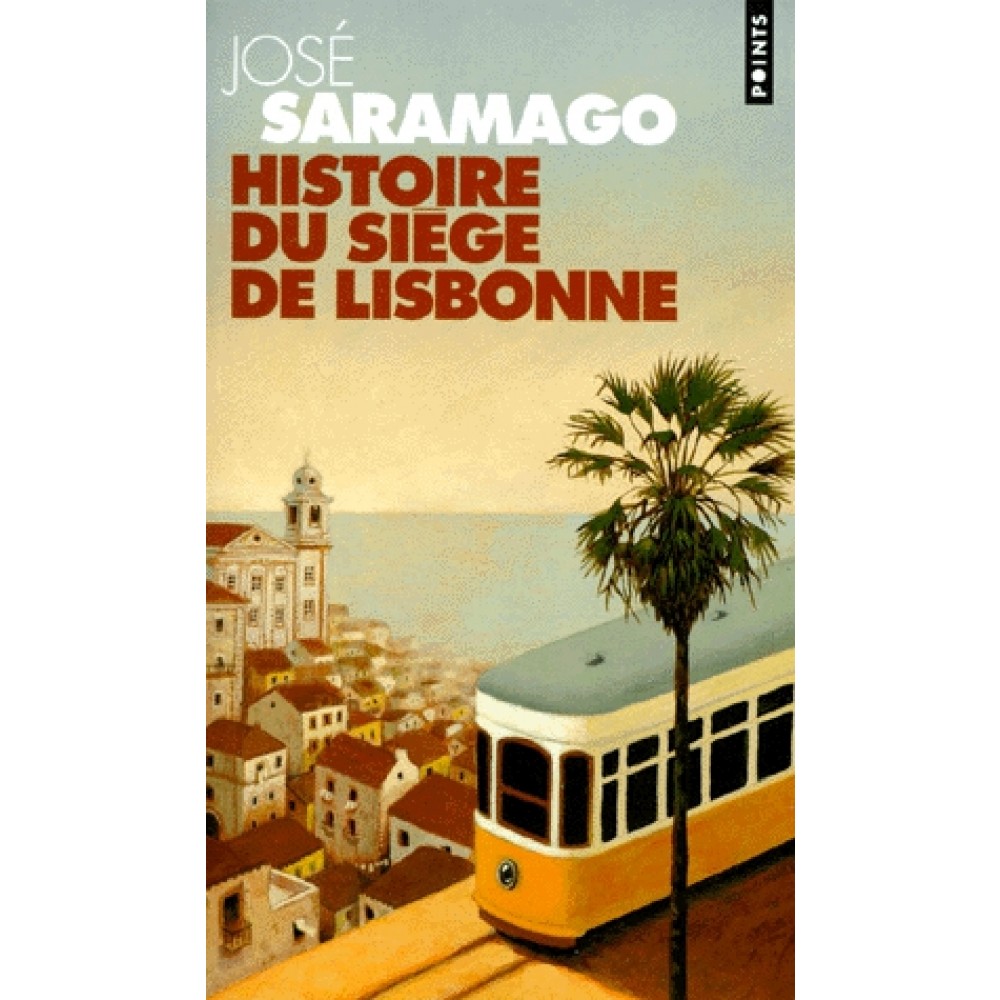 JOSÉ
SARAMAGO
HISTOIRE
DU SIÈGE
DE LISBONNE
POINTS